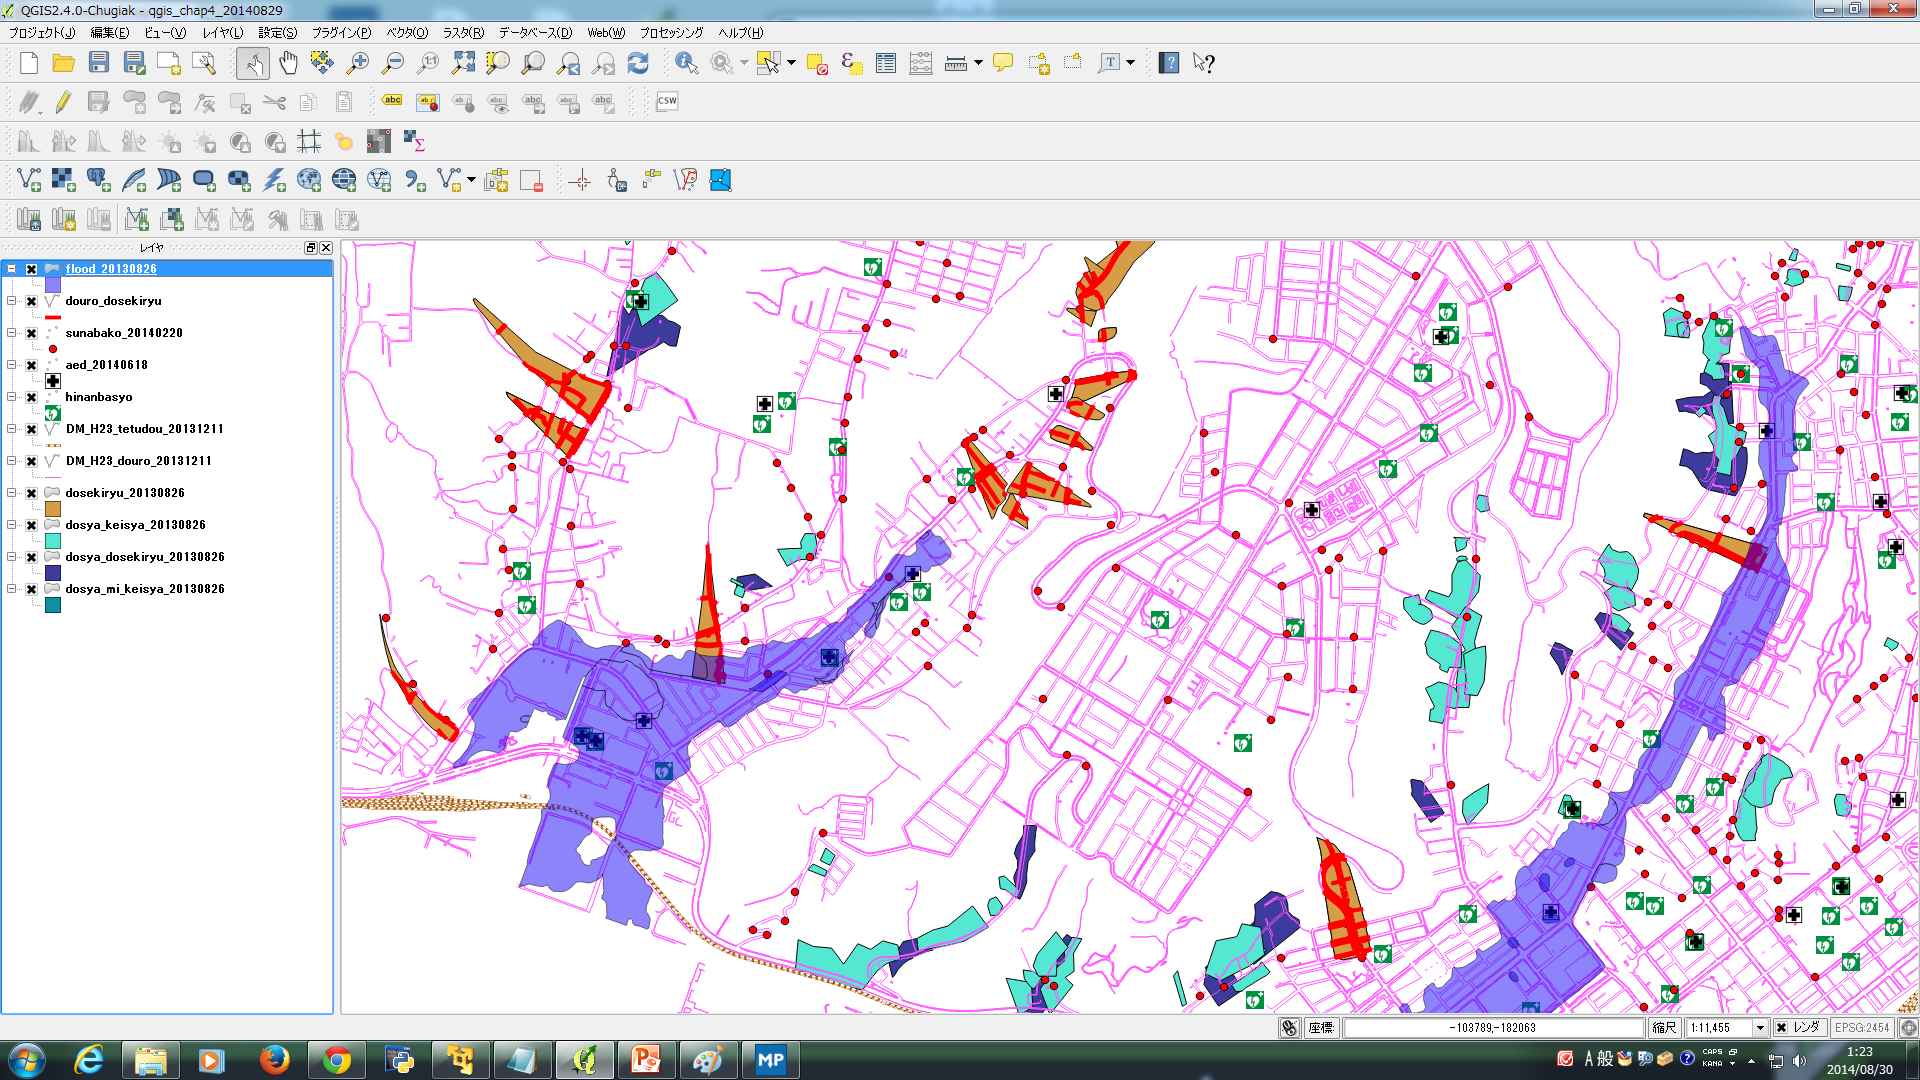 QGIS2.4.0-Chugiak - qgis_chap4_20140829
プロジェクト(J) 編集(E) ビュー(V) レイヤ(L) 設定(S) プラグイン(P) ベクタ(O) ラスタ(R) データベース(D) Web(W) プロセッシング ヘルプ(H)
レイヤ
flood_20130826
douro_dosekiryu
sunabako_20140220
aed_20140618
hinanbasyo
DM_H23_tetudou_20131211
DM_H23_douro_20131211
dosekiryu_20130826
dosya_keisya_20130826
dosya_dosekiryu_20130826
dosya_mi_keisya_20130826
座標: -103789,-182063 縮尺 1:11,455 レンダ EPSG:2454
A 般 CAPS KANA
1:23
2014/08/30
abc abc
CSW
MP